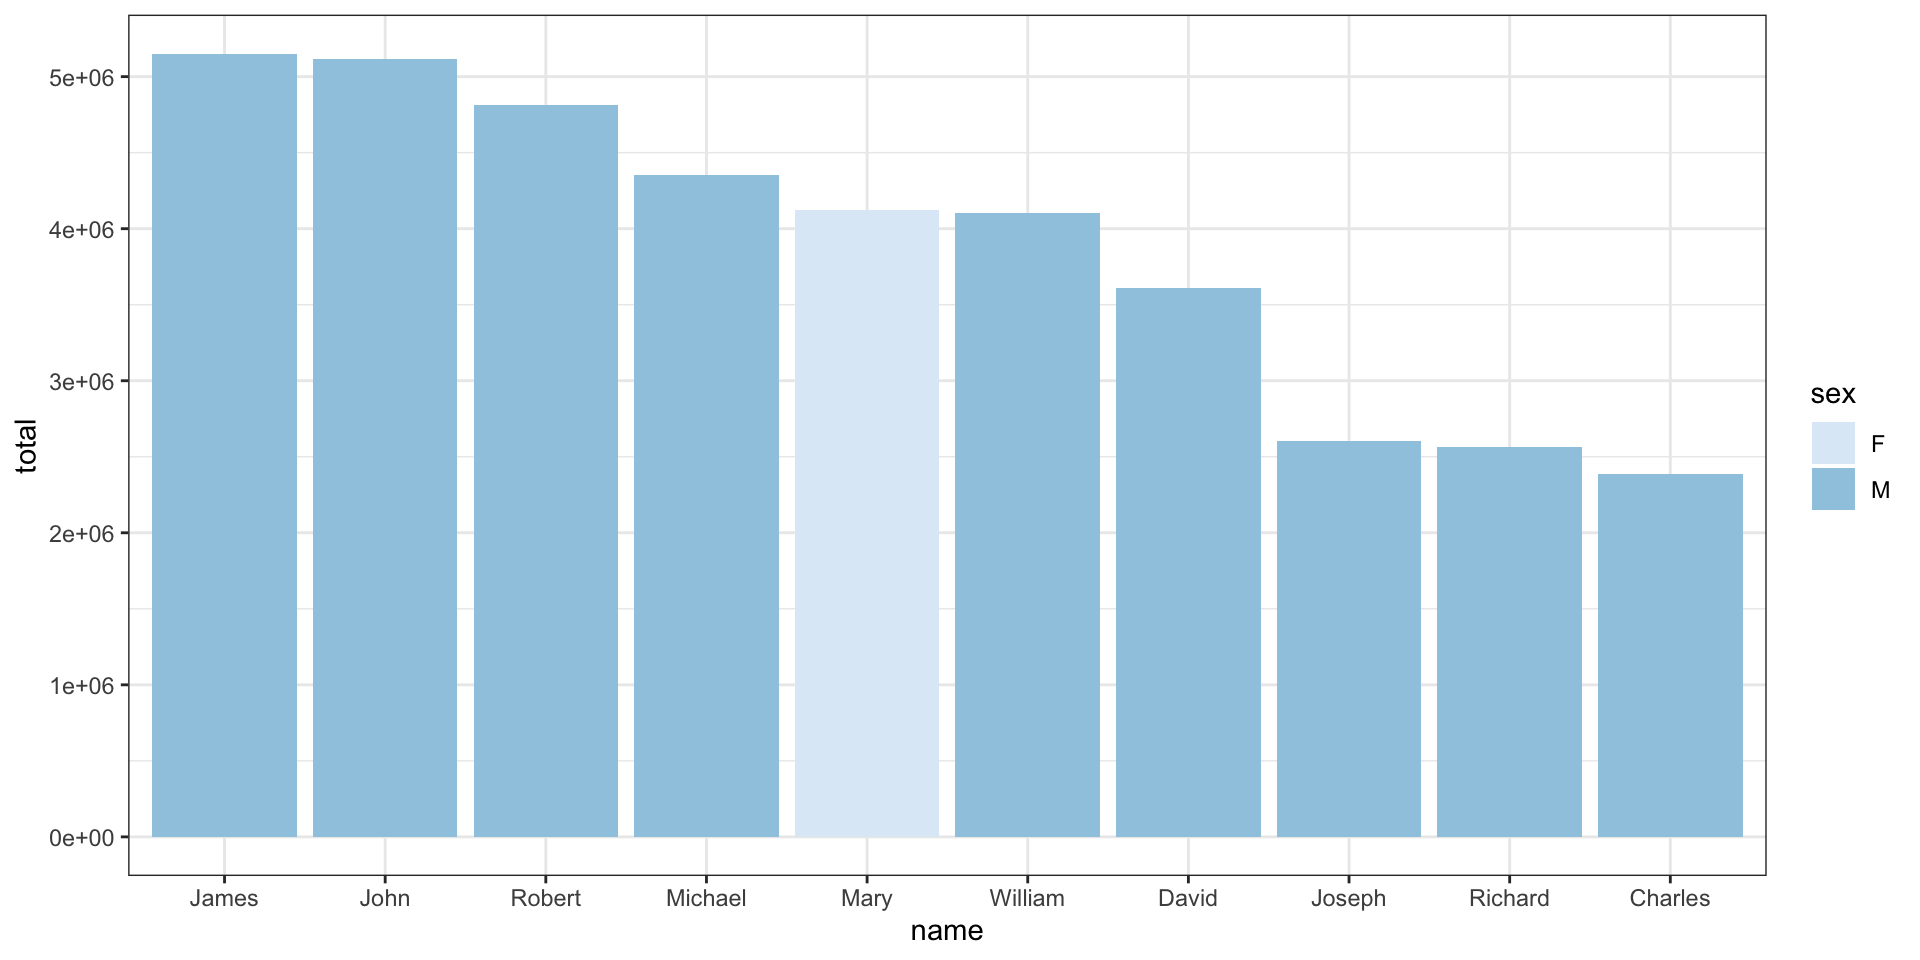 total
5e+06
4e+06
3e+06
2e+06
1e+06
0e+00
James John Robert Michael Mary William David Joseph Richard Charles
name
sex
F
M